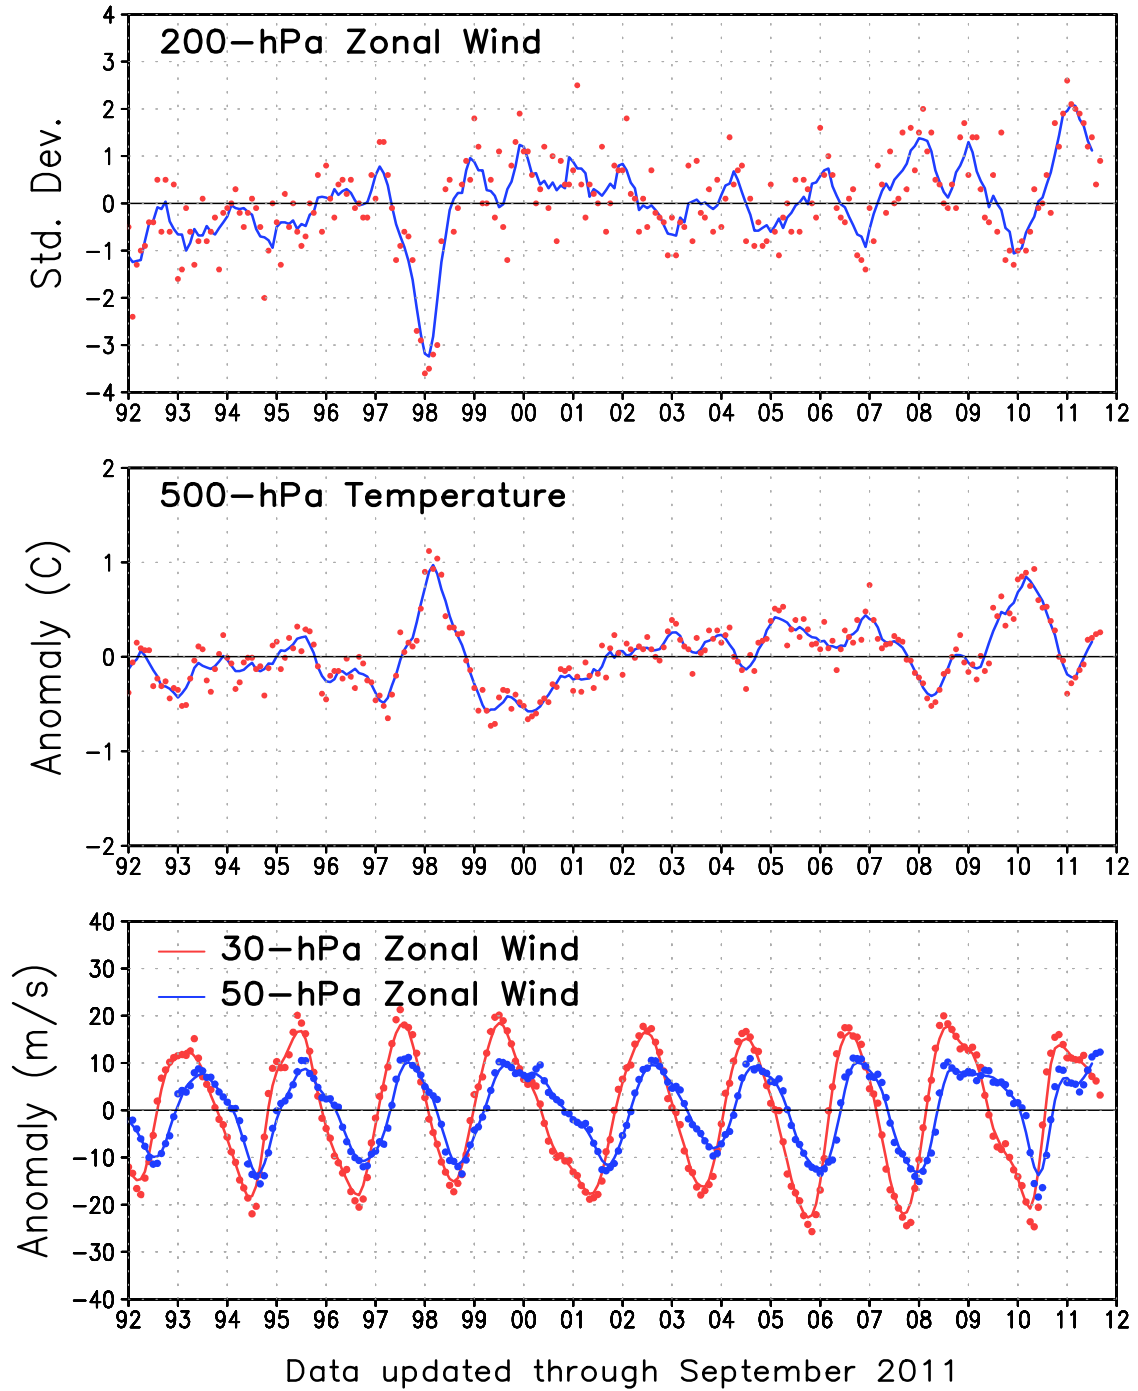 200-hPa Zonal Wind
Std. Dev.
4
3
2
1
0
-1
-2
-3
-4
92 93 94 95 96 97 98 99 00 01 02 03 04 05 06 07 08 09 10 11 12
500-hPa Temperature
Anomaly (C)
2
1
0
-1
-2
92 93 94 95 96 97 98 99 00 01 02 03 04 05 06 07 08 09 10 11 12
30-hPa Zonal Wind
50-hPa Zonal Wind
Anomaly (m/s)
40
30
20
10
0
-10
-20
-30
-40
92 93 94 95 96 97 98 99 00 01 02 03 04 05 06 07 08 09 10 11 12
Data updated through September 2011